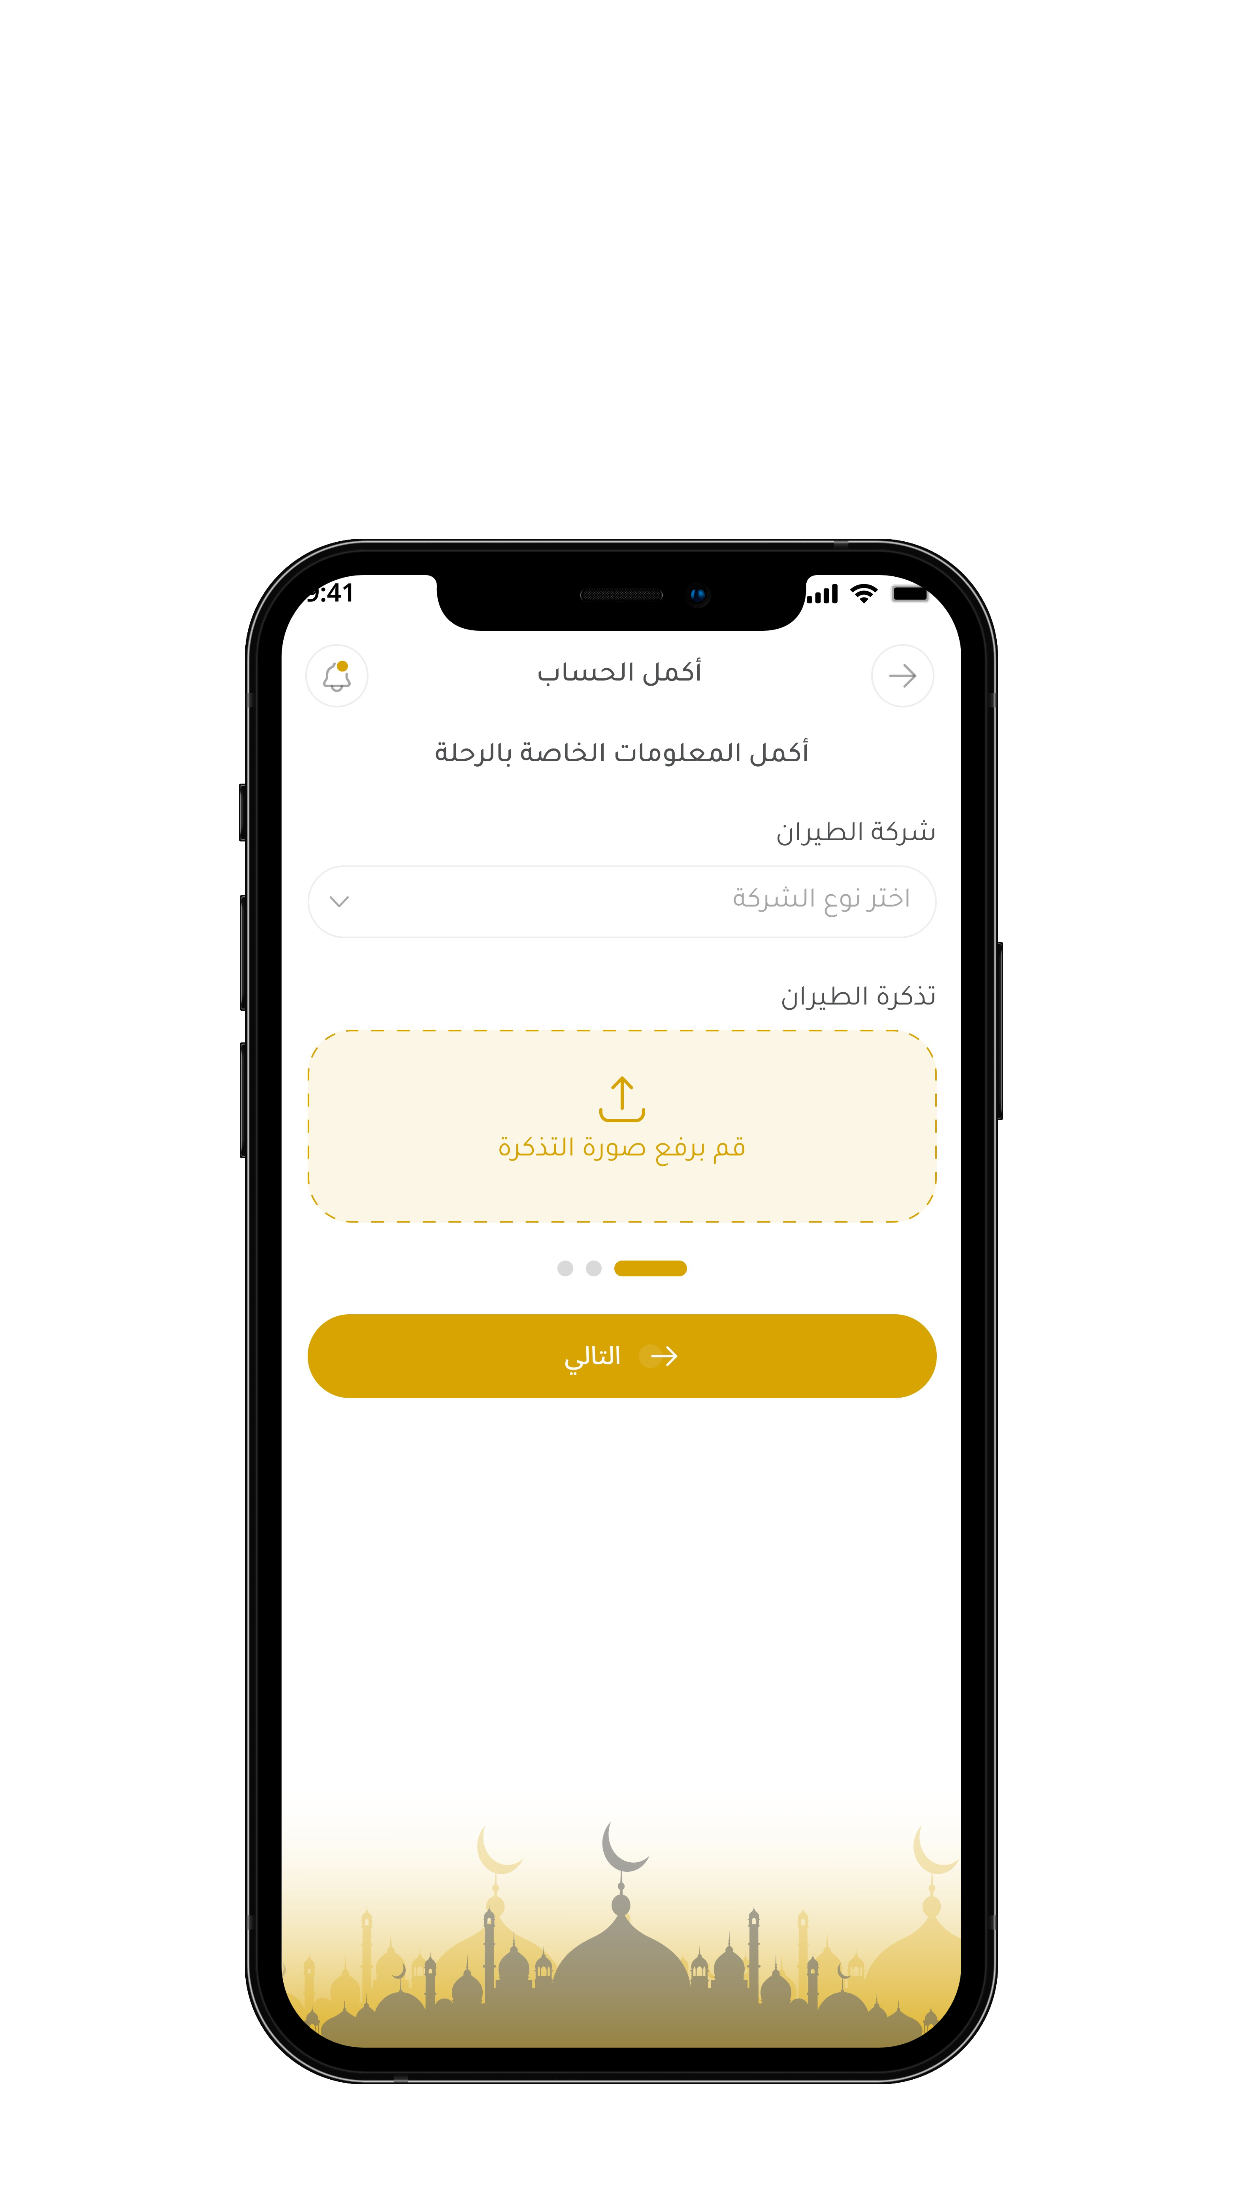 9:41
أكمل الحساب
أكمل المعلومات الخاصة بالرحلة
شركة الطيران
اختر نوع الشركة
تذكرة الطيران
قم برفع صورة التذكرة
التالي